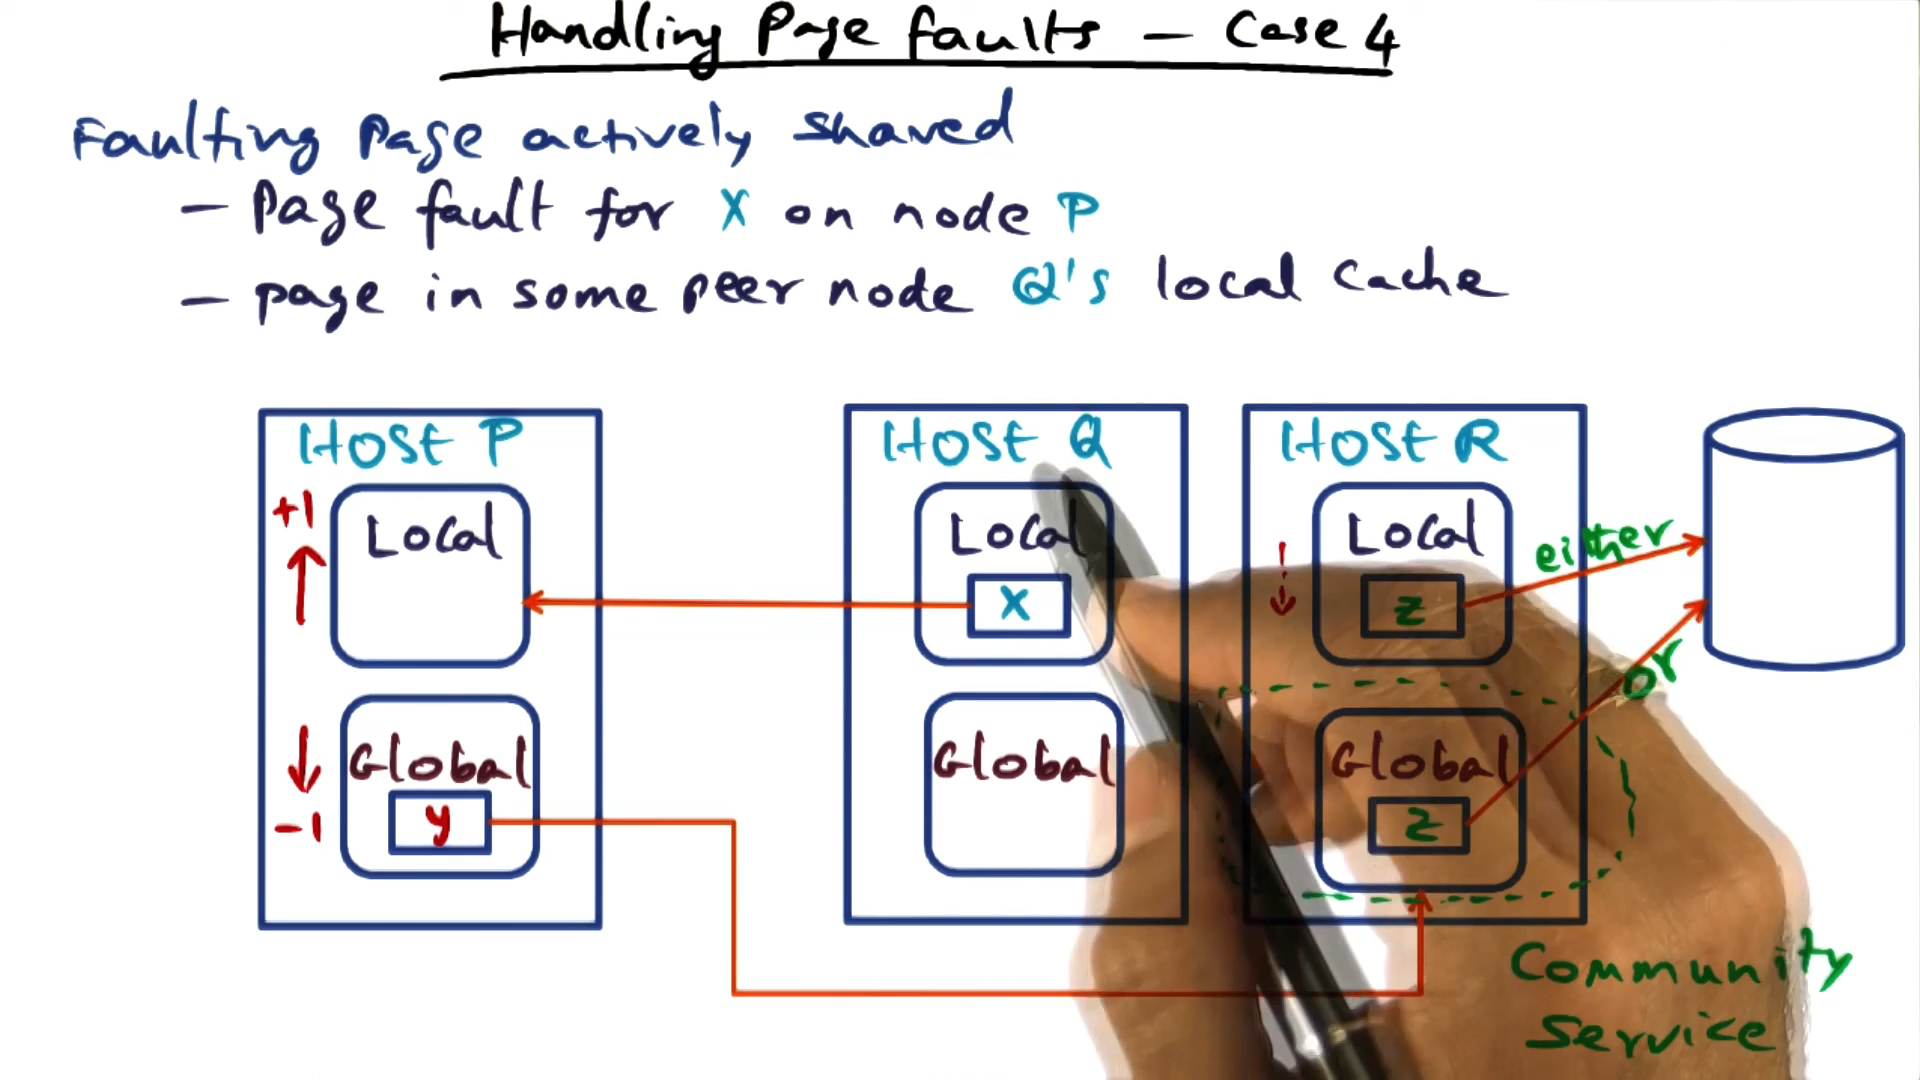 Handling Page faults - Case 4
Faulting page actively shared
- Page fault for X on node P
- page in some peer node Q's local cache
Host P
Host Q
Host R
+1
Local
Local
Local
either
X
Z
or
Global
Global
Global
-1
y
Z
Community
Service